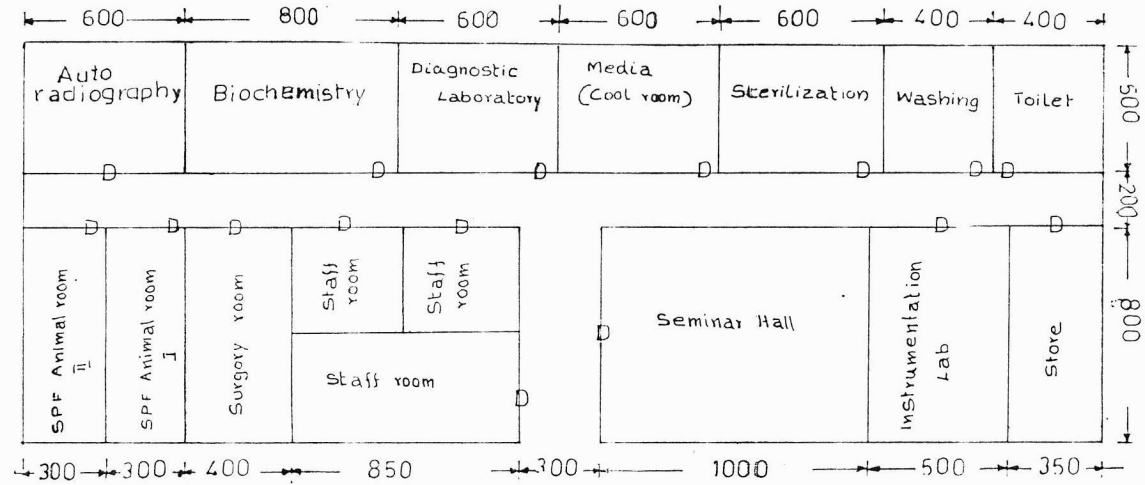 600 800 600 600 600 400 400
Auto
radiography
Biochemistry
Diagnostic
Laboratory
Media
(Cool room)
Sterilization
Washing
Toilet
500
D D D D D D D
200
D D D D D D D
SPF Animal room
II
SPF Animal room
I
Surgery room
Staff
room
Staff
room
Staff room
D
D
Seminar Hall
Instrumentation
Lab
Store
800
300 300 400 850 300 1000 500 350